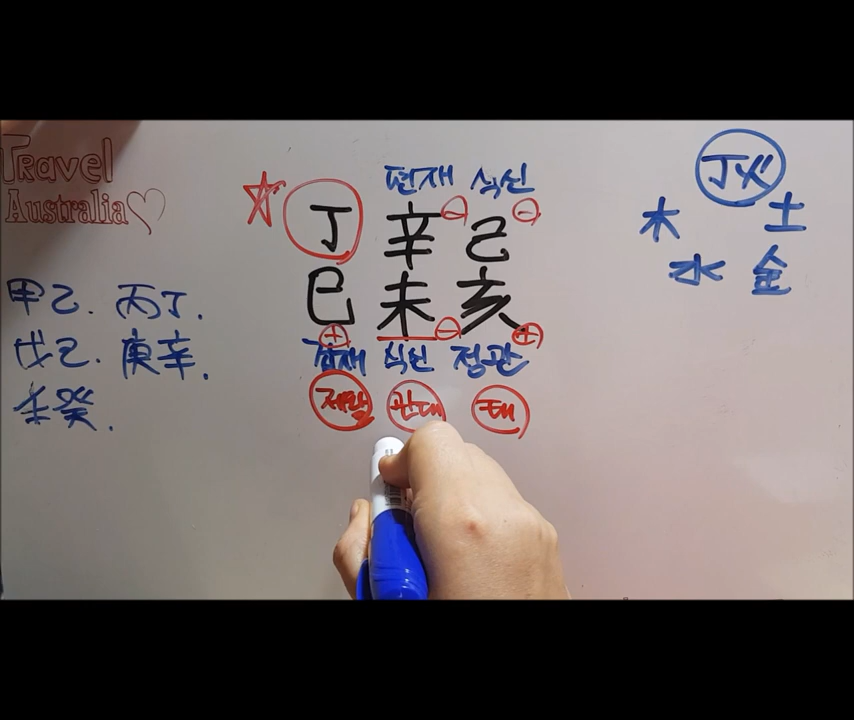 Travel
Australia
甲乙. 丙丁.
戊己. 庚辛.
壬癸.
편재 식신
丁 辛 己
- -
巳 未 亥
+ - +
겁재 식신 정관
제왕 관대 태
丁火
木 土
水 金